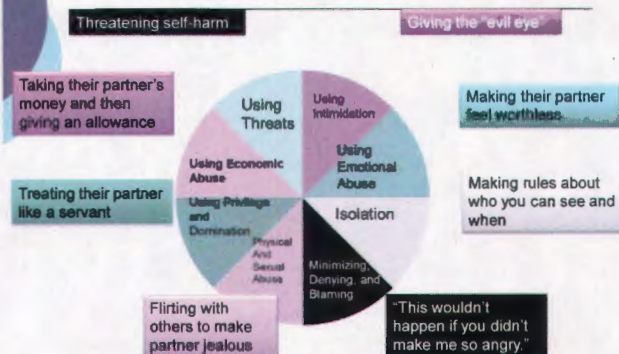 Threatening self-harm
Giving the "evil eye"
Taking their partner's
money and then
giving an allowance
Using
Threats
Using
Intimidation
Making their partner
feel worthless
Using Economic
Abuse
Using
Emotional
Abuse
Treating their partner
like a servant
Using Privilege
and
Domination
Isolation
Making rules about
who you can see and
when
Physical
And
Sexual
Abuse
Minimizing,
Denying, and
Blaming
Flirting with
others to make
partner jealous
"This wouldn't
happen if you didn't
make me so angry."